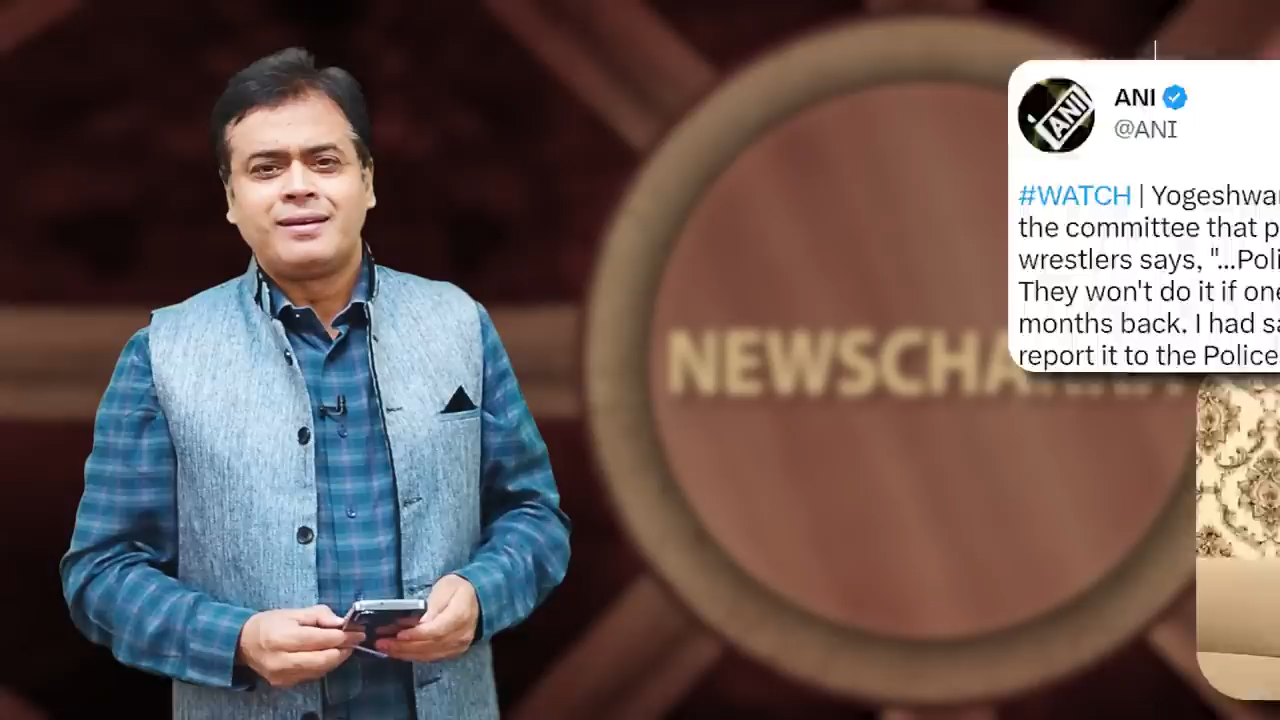 ANI
@ANI
#WATCH | Yogeshwar
the committee that p
wrestlers says, "...Poli
They won't do it if one
months back. I had sa
report it to the Police
NEWSCHA
ANI